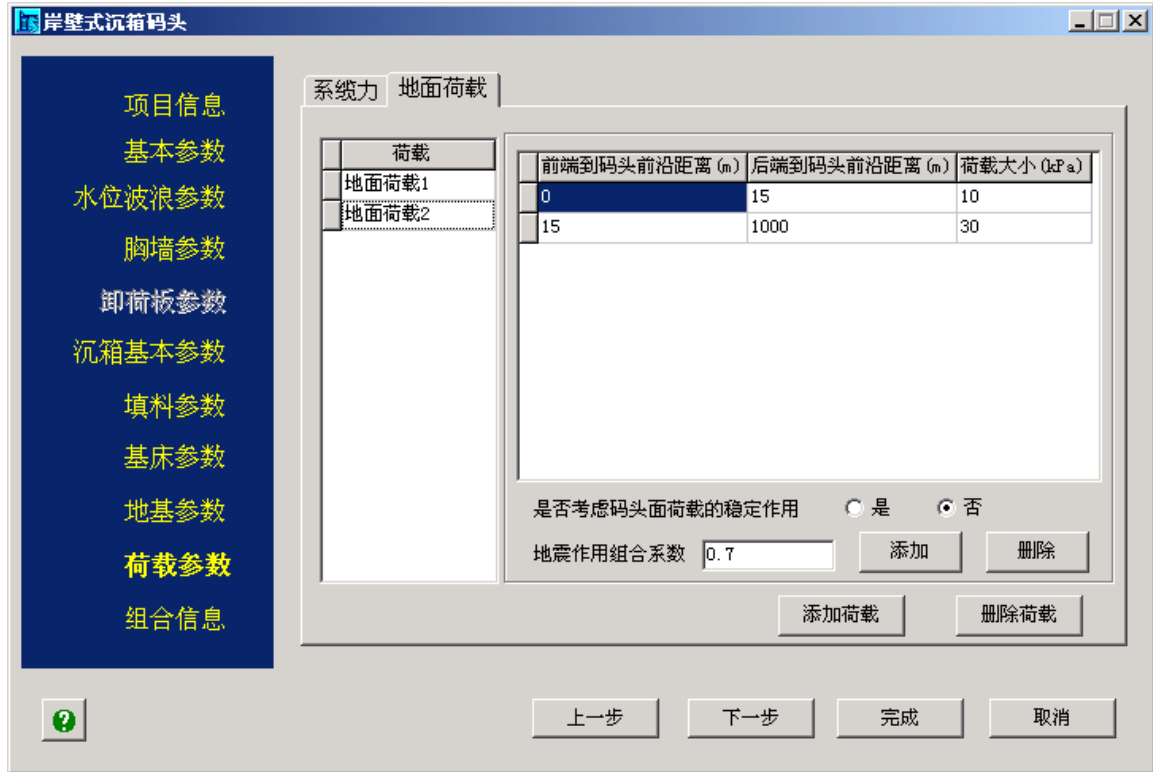 岸壁式沉箱码头
项目信息
基本参数
水位波浪参数
胸墙参数
卸荷板参数
沉箱基本参数
填料参数
基床参数
地基参数
荷载参数
组合信息
系缆力 地面荷载
荷载
地面荷载1
地面荷载2
前端到码头前沿距离(m) 后端到码头前沿距离(m) 荷载大小(kPa)
0 15 10
15 1000 30
是否考虑码头面荷载的稳定作用 是 否
地震作用组合系数 0.7 添加 删除
添加荷载 删除荷载
? 上一步 下一步 完成 取消